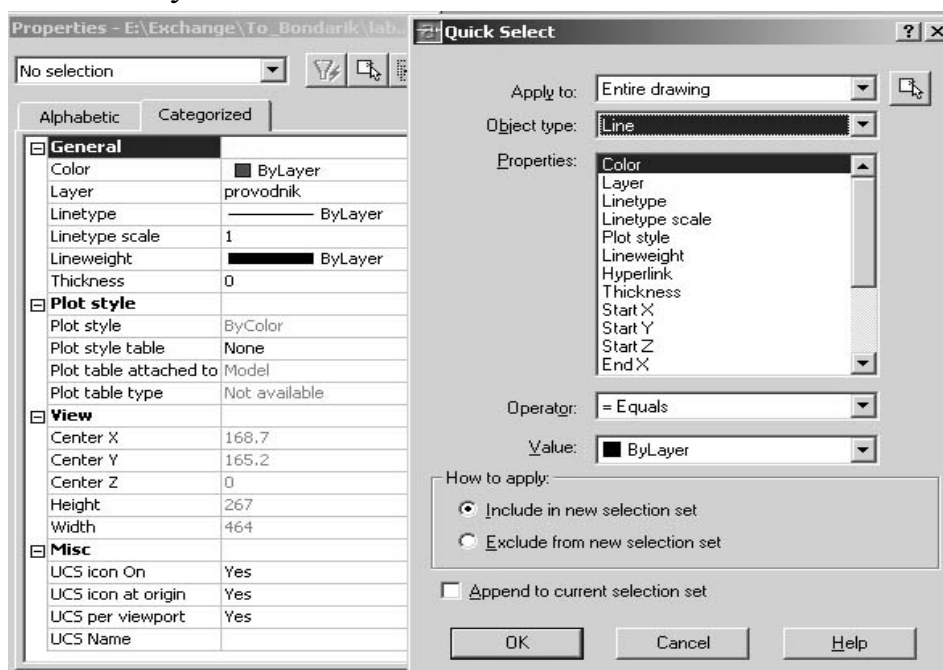 Properties - E:\Exchange\To_Bondarik\lab..
No selection
Alphabetic Categorized
General
Color ByLayer
Layer provodnik
Linetype ByLayer
Linetype scale 1
Lineweight ByLayer
Thickness 0
Plot style
Plot style ByColor
Plot style table None
Plot table attached to Model
Plot table type Not available
View
Center X 168.7
Center Y 165.2
Center Z 0
Height 267
Width 464
Misc
UCS icon On Yes
UCS icon at origin Yes
UCS per viewport Yes
UCS Name
Quick Select
Apply to: Entire drawing
Object type: Line
Properties: Color
Layer
Linetype
Linetype scale
Plot style
Lineweight
Hyperlink
Thickness
Start X
Start Y
Start Z
End X
Operator: = Equals
Value: ByLayer
How to apply:
Include in new selection set
Exclude from new selection set
Append to current selection set
OK Cancel Help